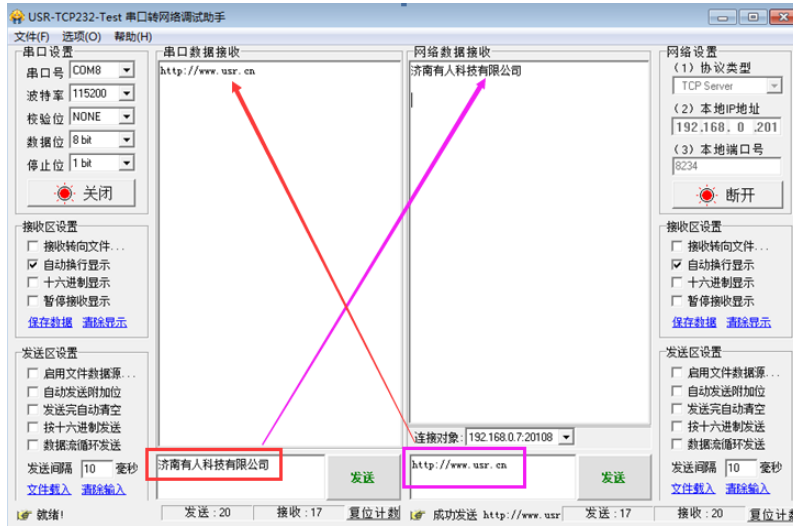 USR-TCP232-Test 串口转网络调试助手
文件(F) 选项(O) 帮助(H)
串口设置
串口号 COM8
波特率 115200
校验位 NONE
数据位 8 bit
停止位 1 bit
关闭
接收区设置
接收转向文件...
自动换行显示
十六进制显示
暂停接收显示
保存数据 清除显示
发送区设置
启用文件数据源...
自动发送附加位
发送完自动清空
按十六进制发送
数据流循环发送
发送间隔 10 毫秒
文件载入 清除输入
就绪!
串口数据接收
http://www.usr.cn
济南有人科技有限公司
发送
发送:20 接收:17 复位计数
网络数据接收
济南有人科技有限公司
连接对象: 192.168.0.7:20108
http://www.usr.cn
发送
成功发送 http://www.usr 发送:17 接收:20 复位计
网络设置
(1) 协议类型
TCP Server
(2) 本地IP地址
192.168. 0 .201
(3) 本地端口号
8234
断开
接收区设置
接收转向文件...
自动换行显示
十六进制显示
暂停接收显示
保存数据 清除显示
发送区设置
启用文件数据源...
自动发送附加位
发送完自动清空
按十六进制发送
数据流循环发送
发送间隔 10 毫秒
文件载入 清除输入